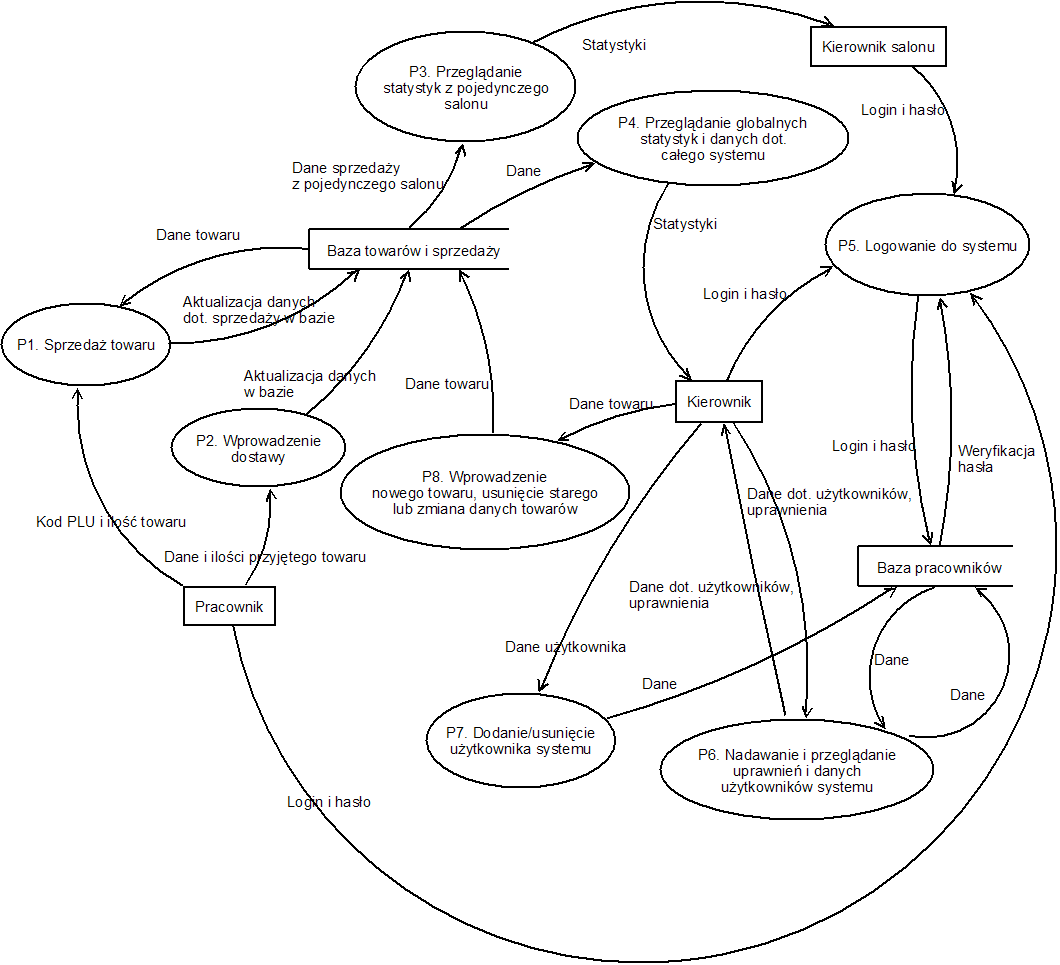 Statystyki
Kierownik salonu
P3. Przeglądanie
statystyk z pojedynczego
salonu
Login i hasło
P4. Przeglądanie globalnych
statystyk i danych dot.
całego systemu
Dane sprzedaży
z pojedynczego salonu
Dane
Statystyki
Dane towaru
Baza towarów i sprzedaży
P5. Logowanie do systemu
Login i hasło
Aktualizacja danych
dot. sprzedaży w bazie
P1. Sprzedaż towaru
Aktualizacja danych
w bazie
Dane towaru
Dane towaru
Kierownik
P2. Wprowadzenie
dostawy
Login i hasło
Weryfikacja
hasła
P8. Wprowadzenie
nowego towaru, usunięcie starego
lub zmiana danych towarów
Dane dot. użytkowników,
uprawnienia
Kod PLU i ilość towaru
Dane i ilości przyjętego towaru
Baza pracowników
Dane dot. użytkowników,
uprawnienia
Pracownik
Dane użytkownika
Dane
Dane
Dane
P7. Dodanie/usunięcie
użytkownika systemu
P6. Nadawanie i przeglądanie
uprawnień i danych
użytkowników systemu
Login i hasło